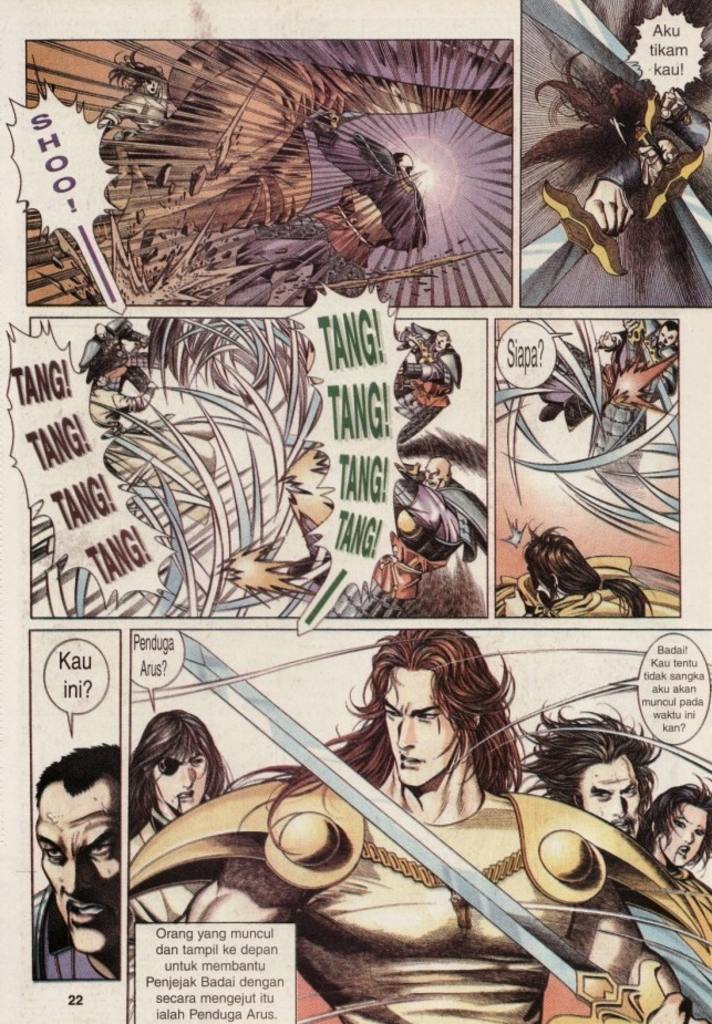 SHOO!
Aku
tikam
kau!
TANG!
TANG!
TANG!
TANG!
TANG!
TANG!
TANG!
TANG!
Siapa?
Kau
ini?
Penduga
Arus?
Badai!
Kau tentu
tidak sangka
aku akan
muncul pada
waktu ini
kan?
Orang yang muncul
dan tampil ke depan
untuk membantu
Penjejak Badai dengan
secara mengejut itu
ialah Penduga Arus.
22